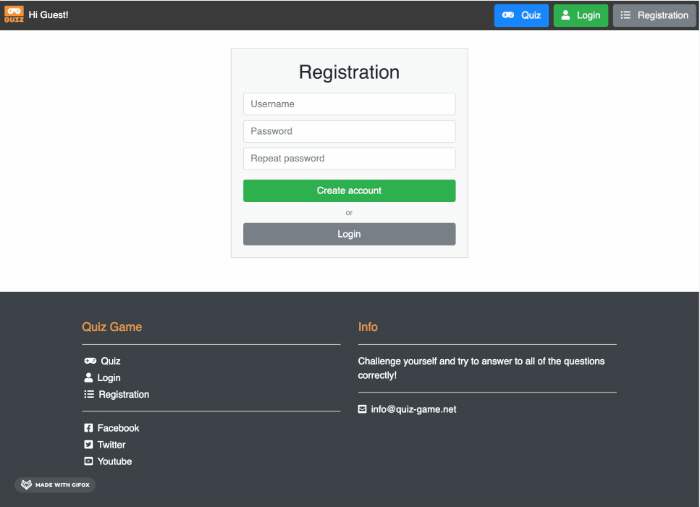 QUIZ
Hi Guest!
Quiz
Login
Registration
Registration
Username
Password
Repeat password
Create account
or
Login
Quiz Game
Quiz
Login
Registration
Facebook
Twitter
Youtube
Info
Challenge yourself and try to answer to all of the questions
correctly!
info@quiz-game.net
MADE WITH GIFOX